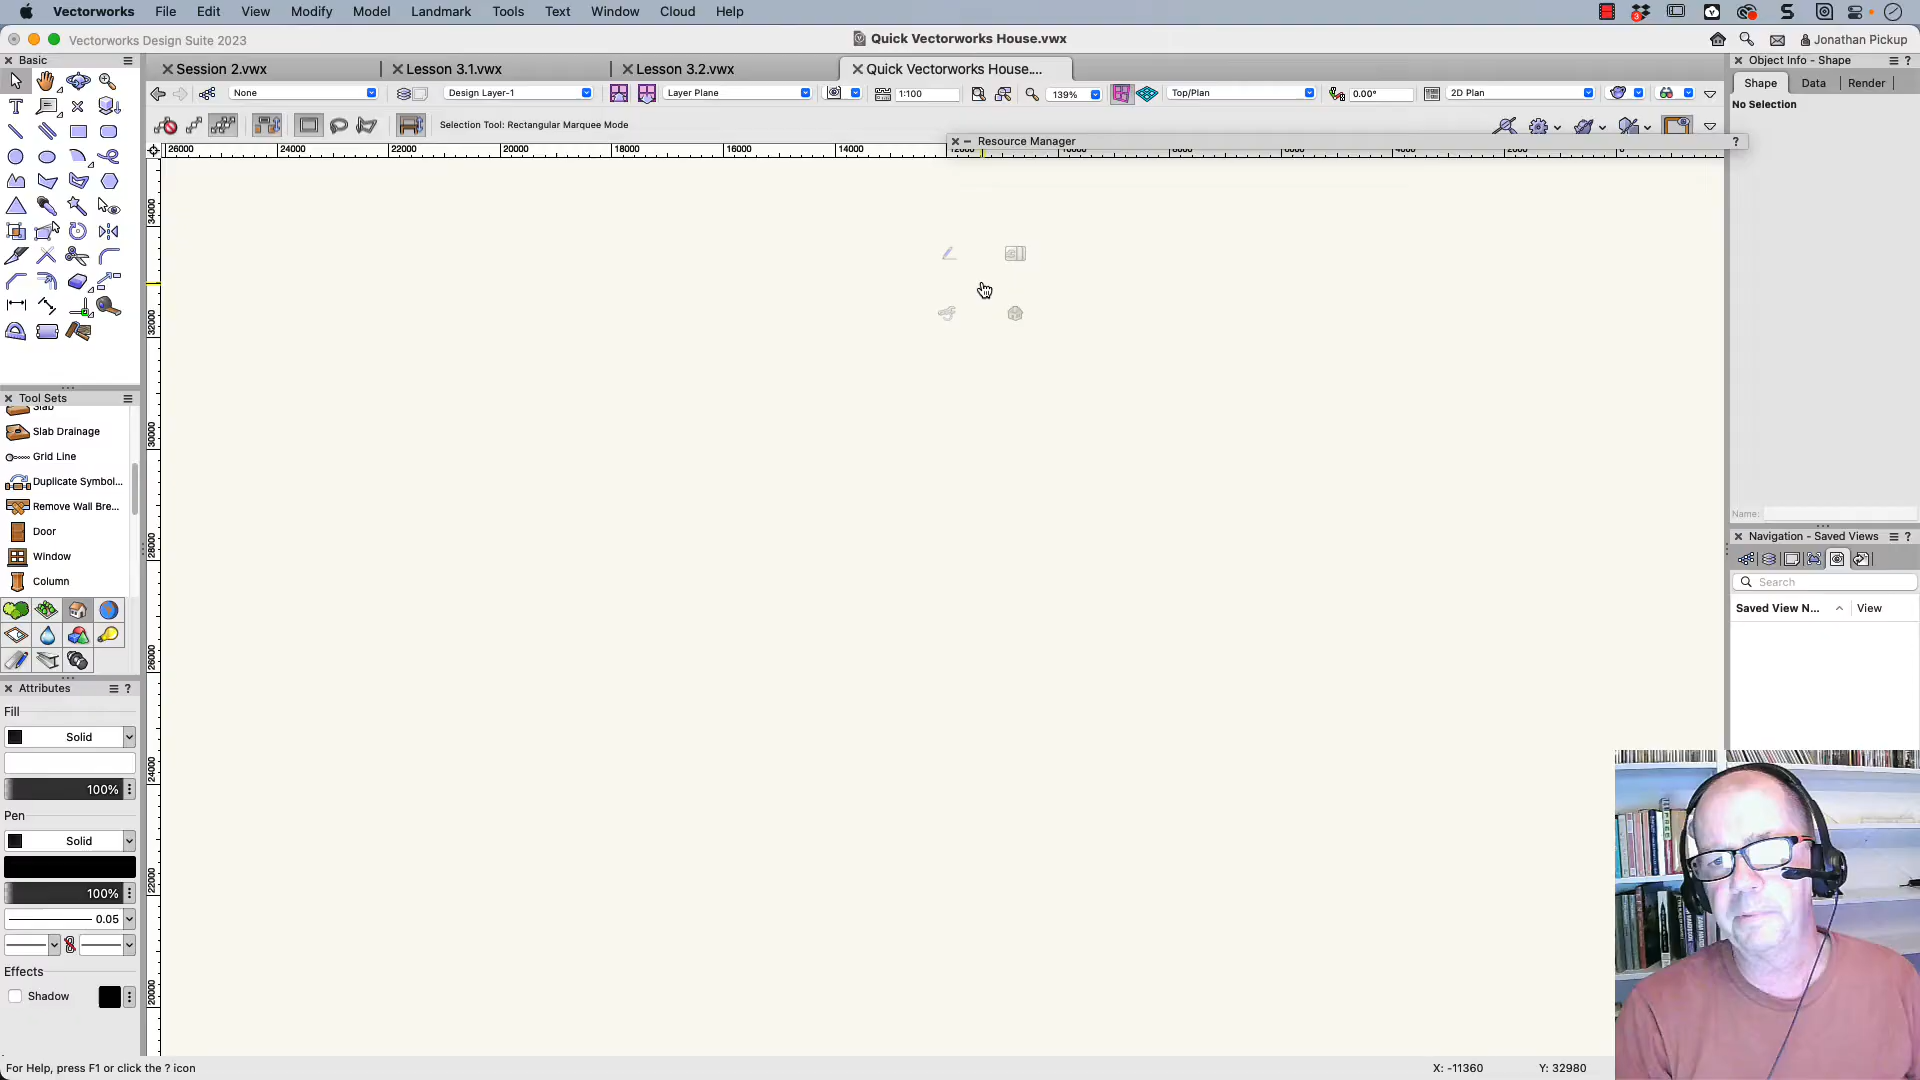 Vectorworks File Edit View Modify Model Landmark Tools Text Window Cloud Help
3
Vectorworks Design Suite 2023
Quick Vectorworks House.vwx
Jonathan Pickup
Basic
Session 2.vwx
Lesson 3.1.vwx
Lesson 3.2.vwx
Quick Vectorworks House....
Object Info - Shape
?
Shape Data Render
None
Design Layer-1
Layer Plane
1:100
139%
Top/Plan
0.00°
2D Plan
No Selection
Selection Tool: Rectangular Marquee Mode
Resource Manager
?
26000 24000 22000 20000 18000 16000 14000
34000
32000
30000
28000
26000
24000
22000
20000
Tool Sets
Slab
Slab Drainage
Grid Line
Duplicate Symbol...
Remove Wall Bre...
Door
Window
Column
Name:
Navigation - Saved Views
?
Search
Saved View N...
View
Attributes
?
Fill
Solid
100%
Pen
Solid
100%
0.05
Effects
Shadow
For Help, press F1 or click the ? icon
X: -11360
Y: 32980